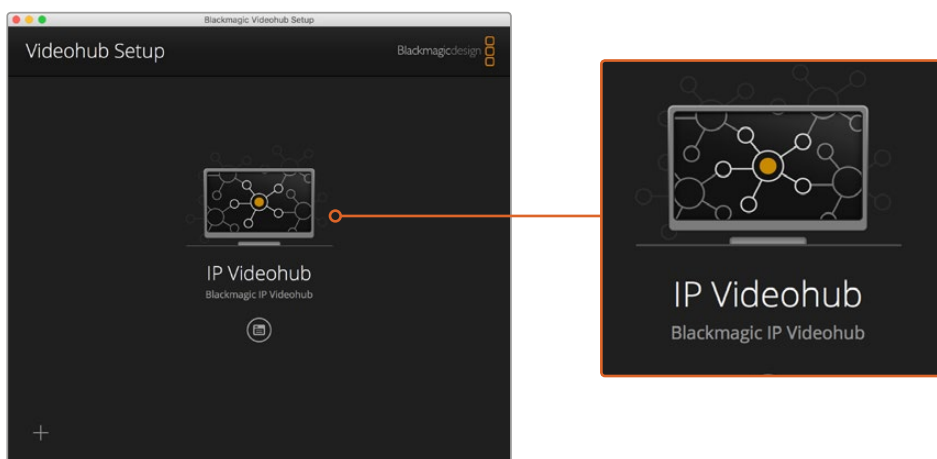 Blackmagic Videohub Setup
Videohub Setup
Blackmagicdesign
IP Videohub
Blackmagic IP Videohub
IP Videohub
Blackmagic IP Videohub